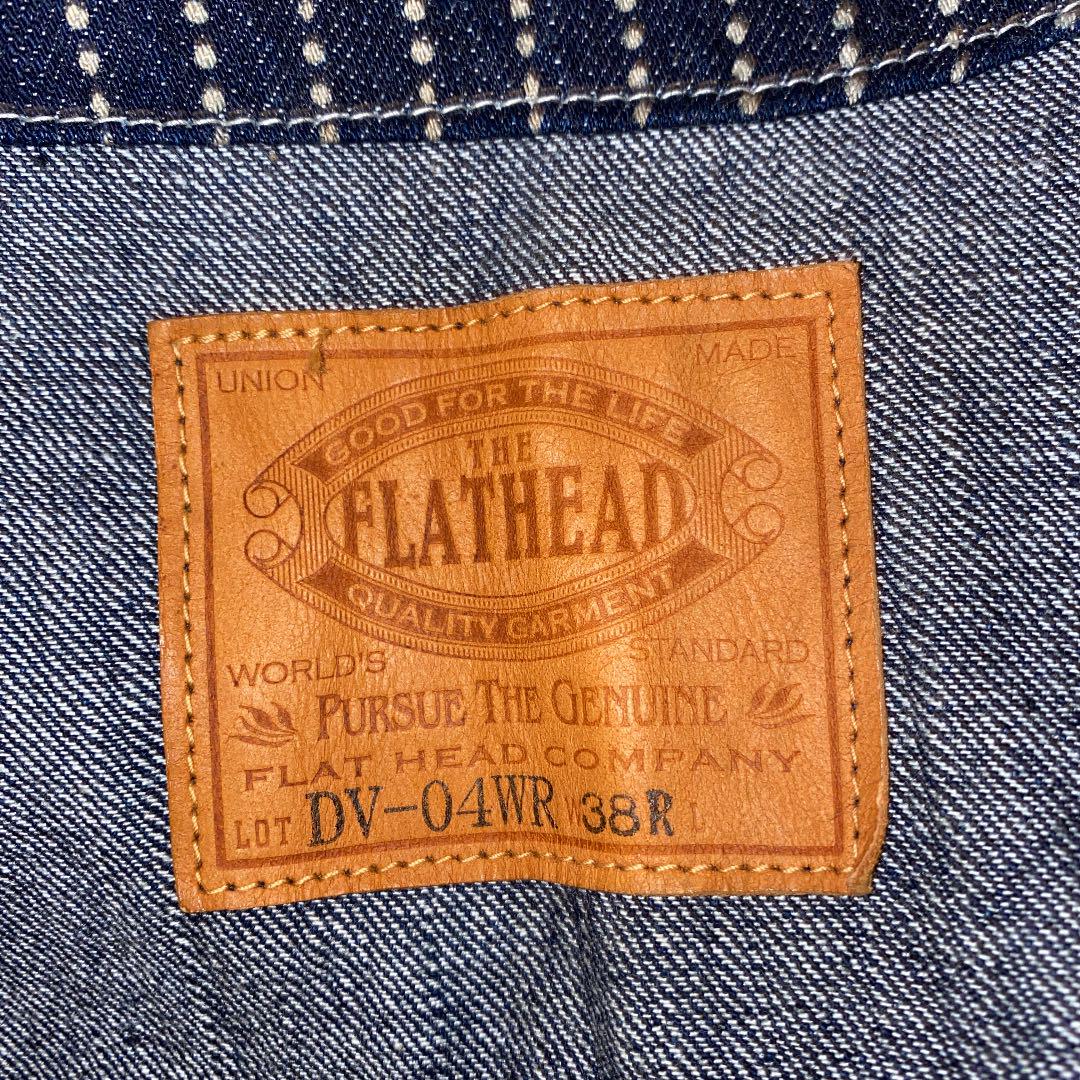 UNION MADE
GOOD FOR THE LIFE
THE
FLATHEAD
QUALITY GARMENT
WORLD'S STANDARD
PURSUE THE GENUINE
FLAT HEAD COMPANY
LOT DV-04WR W 38R L